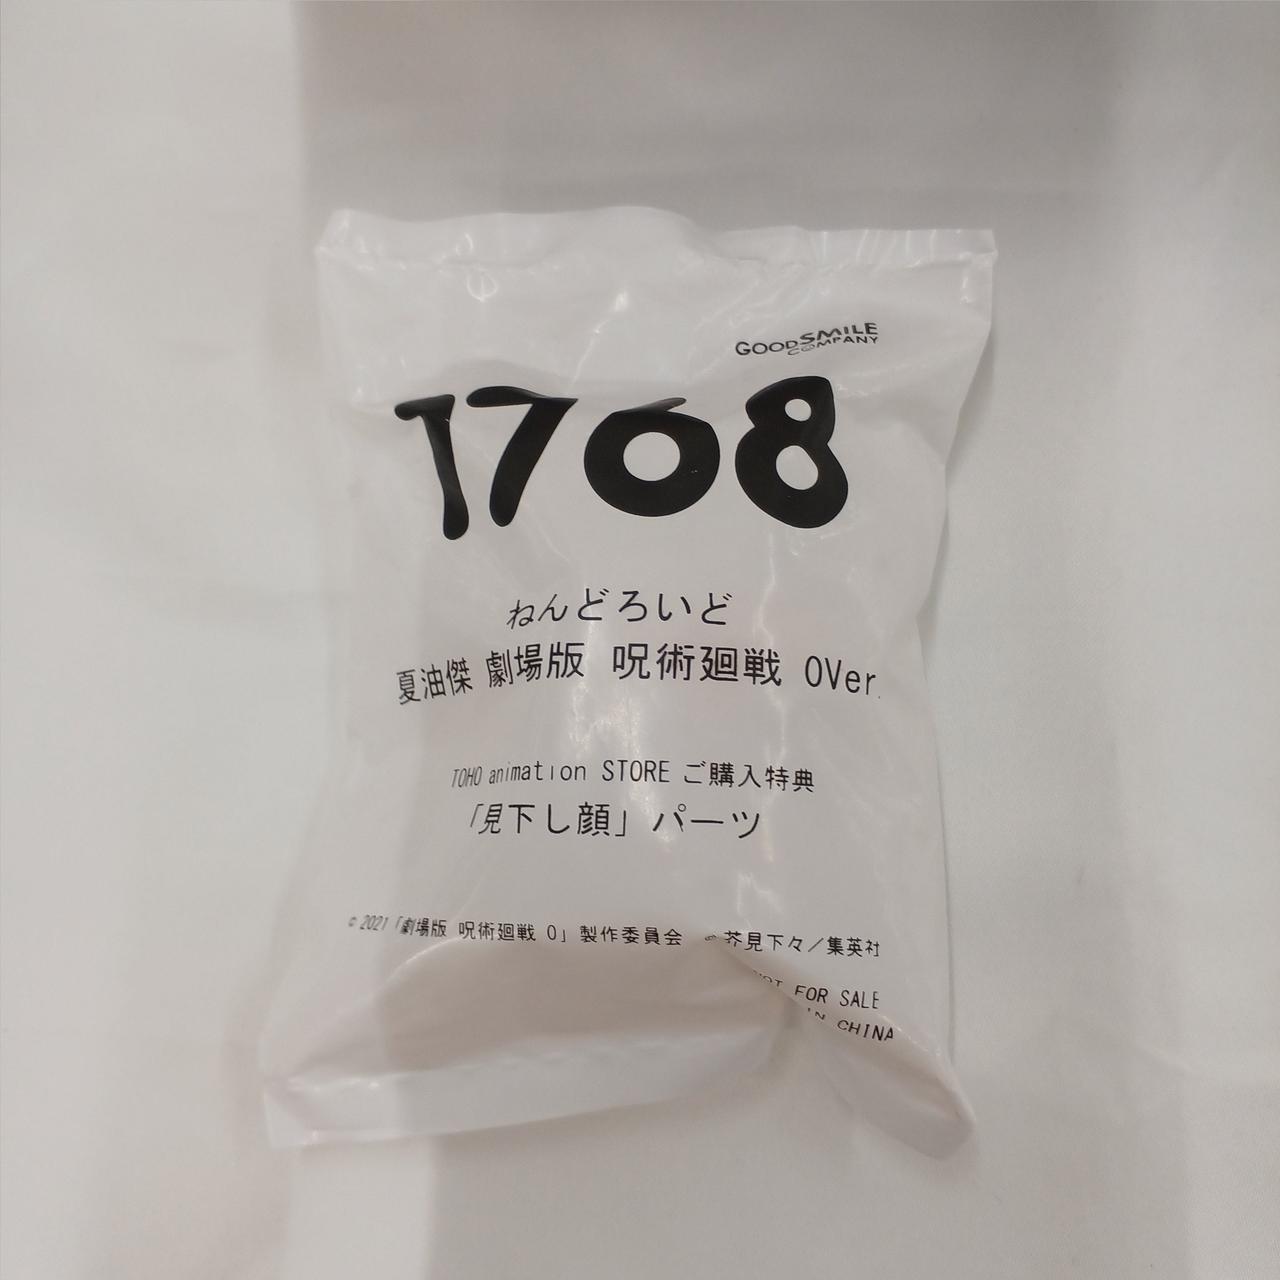 GOODSMILE
COMPANY
1768
ねんどろいど
夏油傑 劇場版 呪術廻戦 0Ver.
TOHO animation STORE ご購入特典
「見下し顔」パーツ
© 2021「劇場版 呪術廻戦 0」製作委員会 © 芥見下々／集英社
NOT FOR SALE
IN CHINA